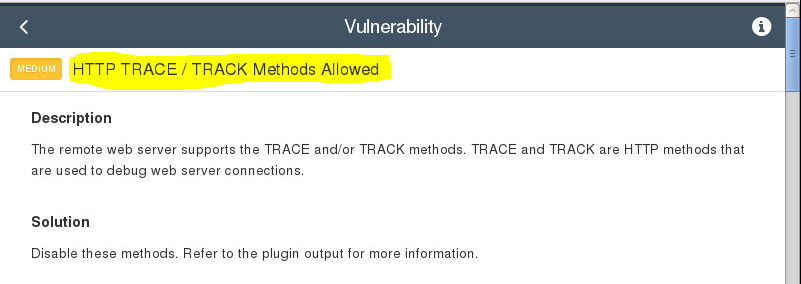 Vulnerability
MEDIUM HTTP TRACE / TRACK Methods Allowed
Description
The remote web server supports the TRACE and/or TRACK methods. TRACE and TRACK are HTTP methods that
are used to debug web server connections.
Solution
Disable these methods. Refer to the plugin output for more information.